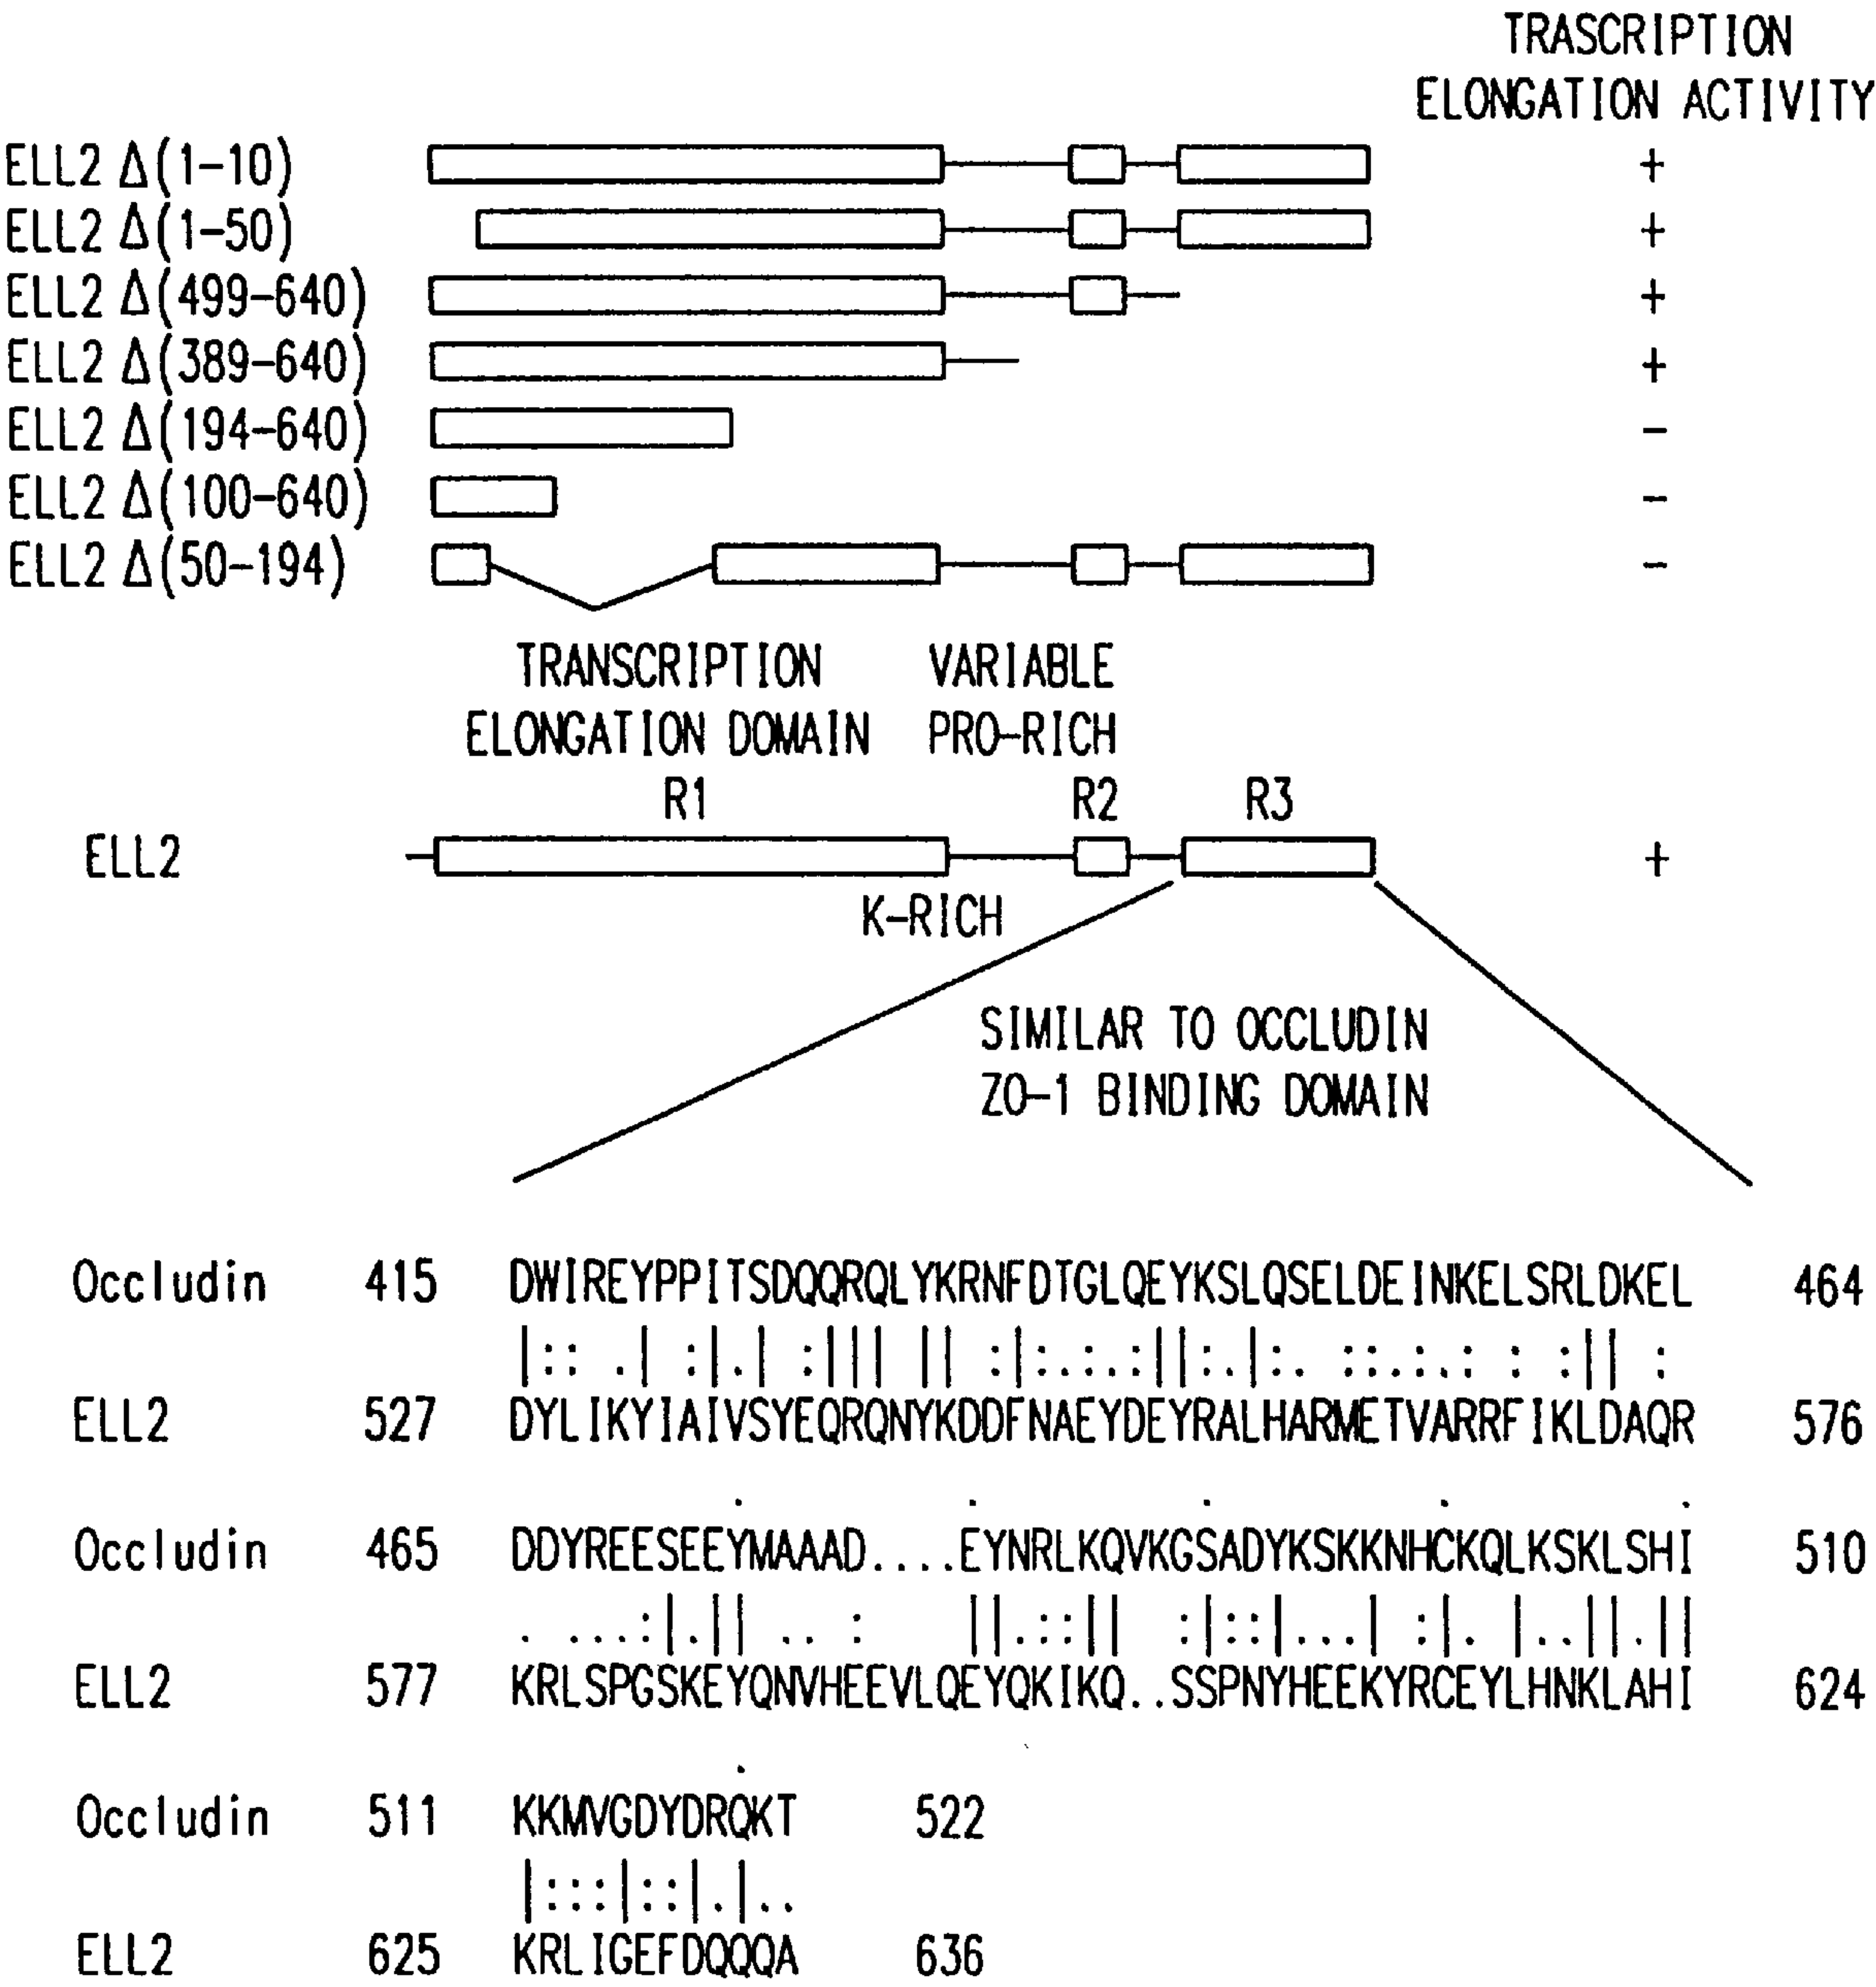 TRASCRIPTION
ELONGATION ACTIVITY
ELL2 Δ(1-10) +
ELL2 Δ(1-50) +
ELL2 Δ(499-640) +
ELL2 Δ(389-640) +
ELL2 Δ(194-640) -
ELL2 Δ(100-640) -
ELL2 Δ(50-194) -
TRANSCRIPTION VARIABLE
ELONGATION DOMAIN PRO-RICH
R1 R2 R3
ELL2 +
K-RICH
SIMILAR TO OCCLUDIN
ZO-1 BINDING DOMAIN
Occludin 415 DWIREYPPITSDQQRQLYKRNFDTGLQEYKSLQSELDEINKELSRLDKEL 464
|:: .| :|.| :||| || :|:.:.:||:.|:. ::.:.: : :|| :
ELL2 527 DYLIKYIAIVSYEQRQNYKDDFNAEYDEYRALHARMETVARRFIKLDAQR 576
. . . . .
Occludin 465 DDYREESEEYMAAAD....EYNRLKQVKGSADYKSKKNHCKQLKSKLSHI 510
. ...:|.|| .. : ||.::|| :|::|...| :|. |..||.||
ELL2 577 KRLSPGSKEYQNVHEEVLQEYQKIKQ..SSPNYHEEKYRCEYLHNKLAHI 624
.
Occludin 511 KKMVGDYDRQKT 522
|:::|::|.|..
ELL2 625 KRLIGEFDQQQA 636